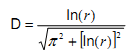 D = ln(r) / √(π² + [ln(r)]²)